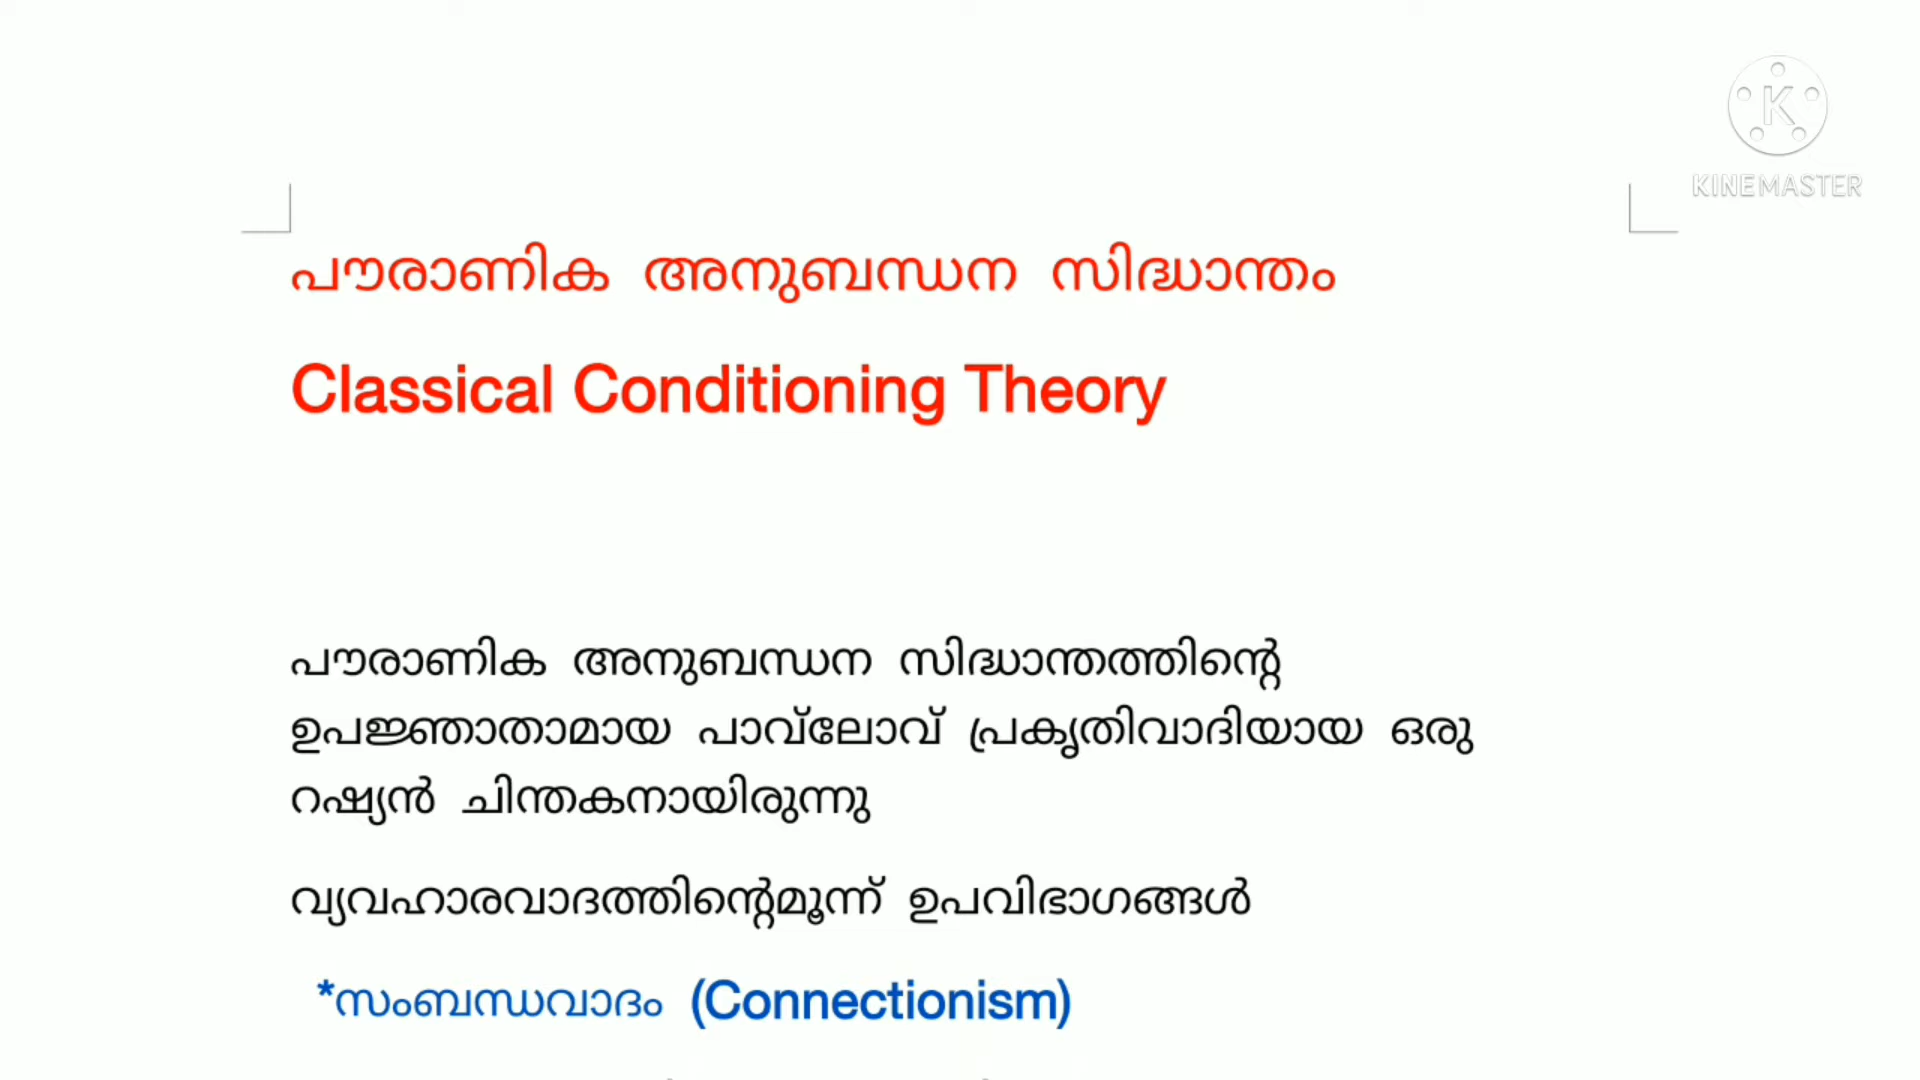 K
KINEMASTER
പൗരാണിക അനുബന്ധന സിദ്ധാന്തം
Classical Conditioning Theory
പൗരാണിക അനുബന്ധന സിദ്ധാന്തത്തിന്റെ
ഉപജ്ഞാതാമായ പാവ്ലോവ് പ്രകൃതിവാദിയായ ഒരു
റഷ്യൻ ചിന്തകനായിരുന്നു
വ്യവഹാരവാദത്തിന്റെമൂന്ന് ഉപവിഭാഗങ്ങൾ
*സംബന്ധവാദം (Connectionism)